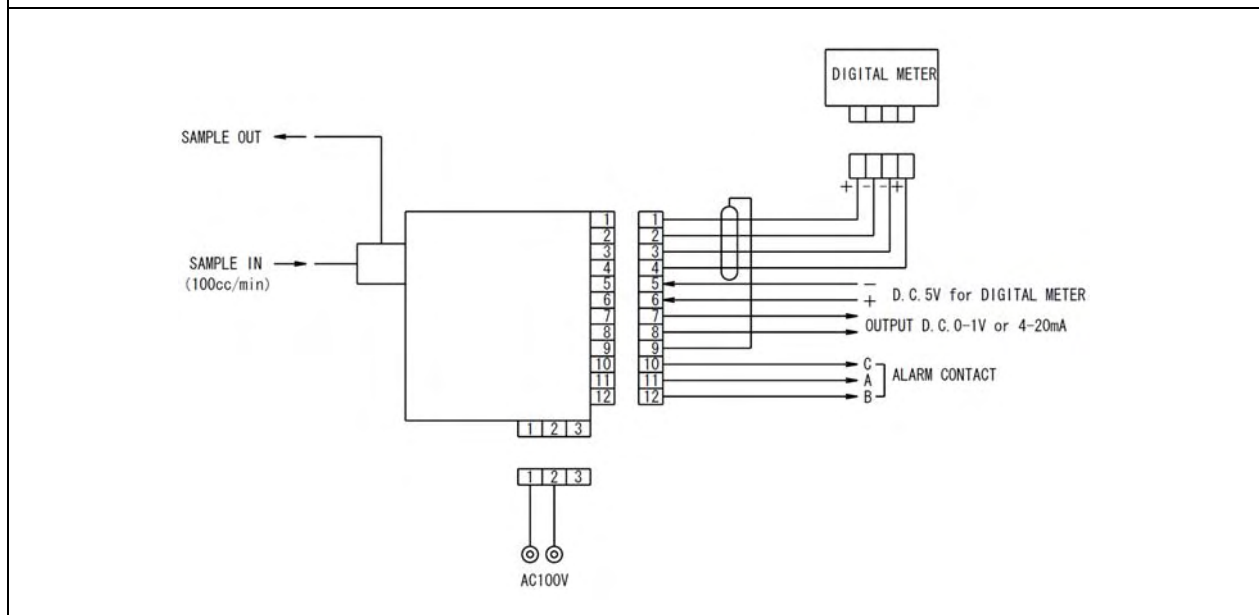 DIGITAL METER
SAMPLE OUT
+ - - +
SAMPLE IN
(100cc/min)
1 1
2 2
3 3
4 4
5 5 -
6 6 + D.C.5V for DIGITAL METER
7 7
8 8 OUTPUT D.C.0-1V or 4-20mA
9 9
10 10 C
11 11 A ALARM CONTACT
12 12 B
1 2 3
1 2 3
AC100V